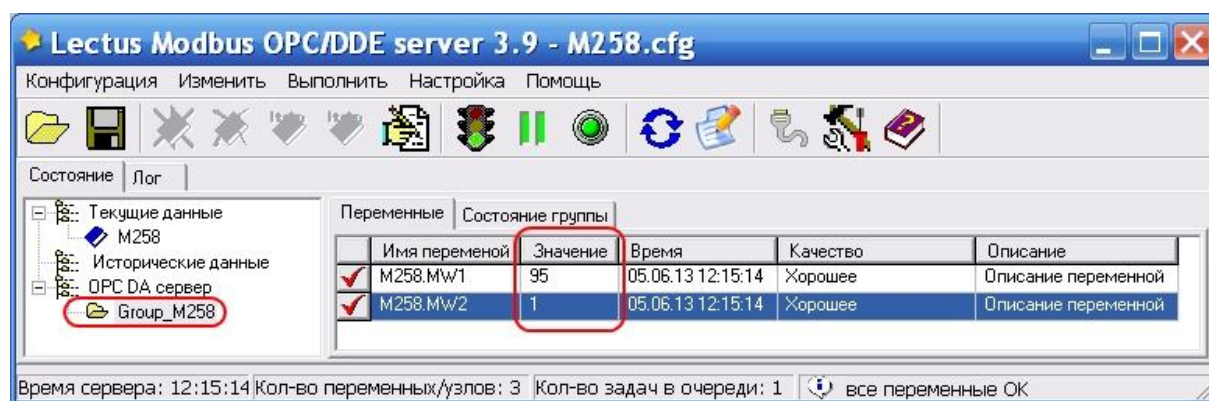 Lectus Modbus OPC/DDE server 3.9 - M258.cfg
Конфигурация Изменить Выполнить Настройка Помощь
Состояние Лог
Текущие данные
M258
Исторические данные
OPC DA сервер
Group_M258
Переменные Состояние группы
Имя переменой Значение Время Качество Описание
M258.MW1 95 05.06.13 12:15:14 Хорошее Описание переменной
M258.MW2 1 05.06.13 12:15:14 Хорошее Описание переменной
Время сервера: 12:15:14 Кол-во переменных/узлов: 3 Кол-во задач в очереди: 1 все переменные ОК